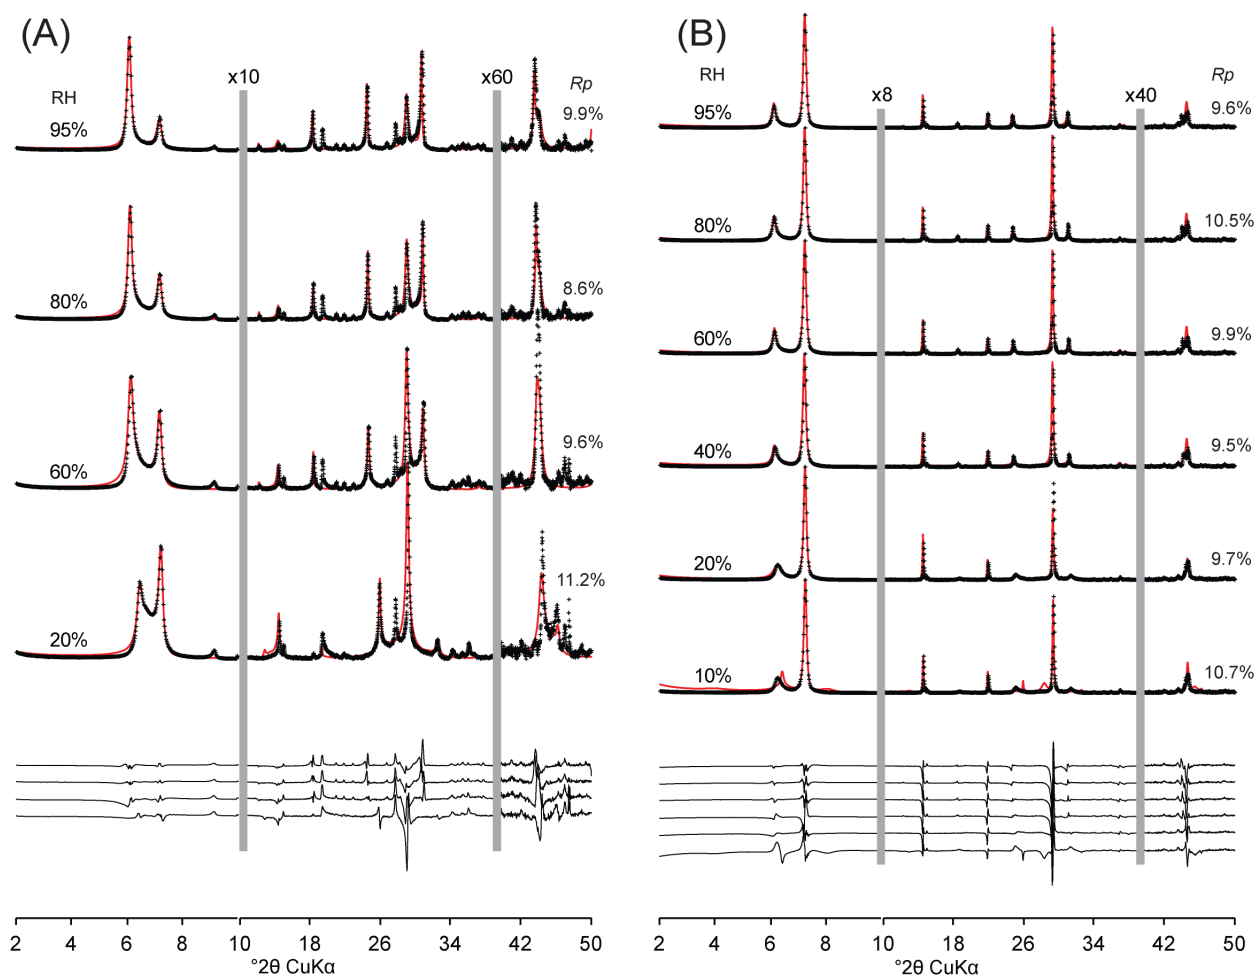 (A)
x10
x60
RH
Rp
95%
9.9%
80%
8.6%
60%
9.6%
20%
11.2%
2 4 6 8 10 18 26 34 42 50
°2θ CuKα
(B)
RH
x8
x40
Rp
95%
9.6%
80%
10.5%
60%
9.9%
40%
9.5%
20%
9.7%
10%
10.7%
2 4 6 8 10 18 26 34 42 50
°2θ CuKα